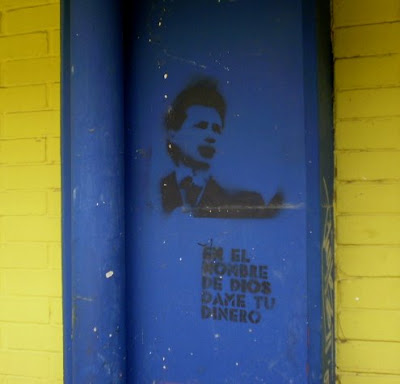 EN EL
NOMBRE
DE DIOS
DAME TU
DINERO